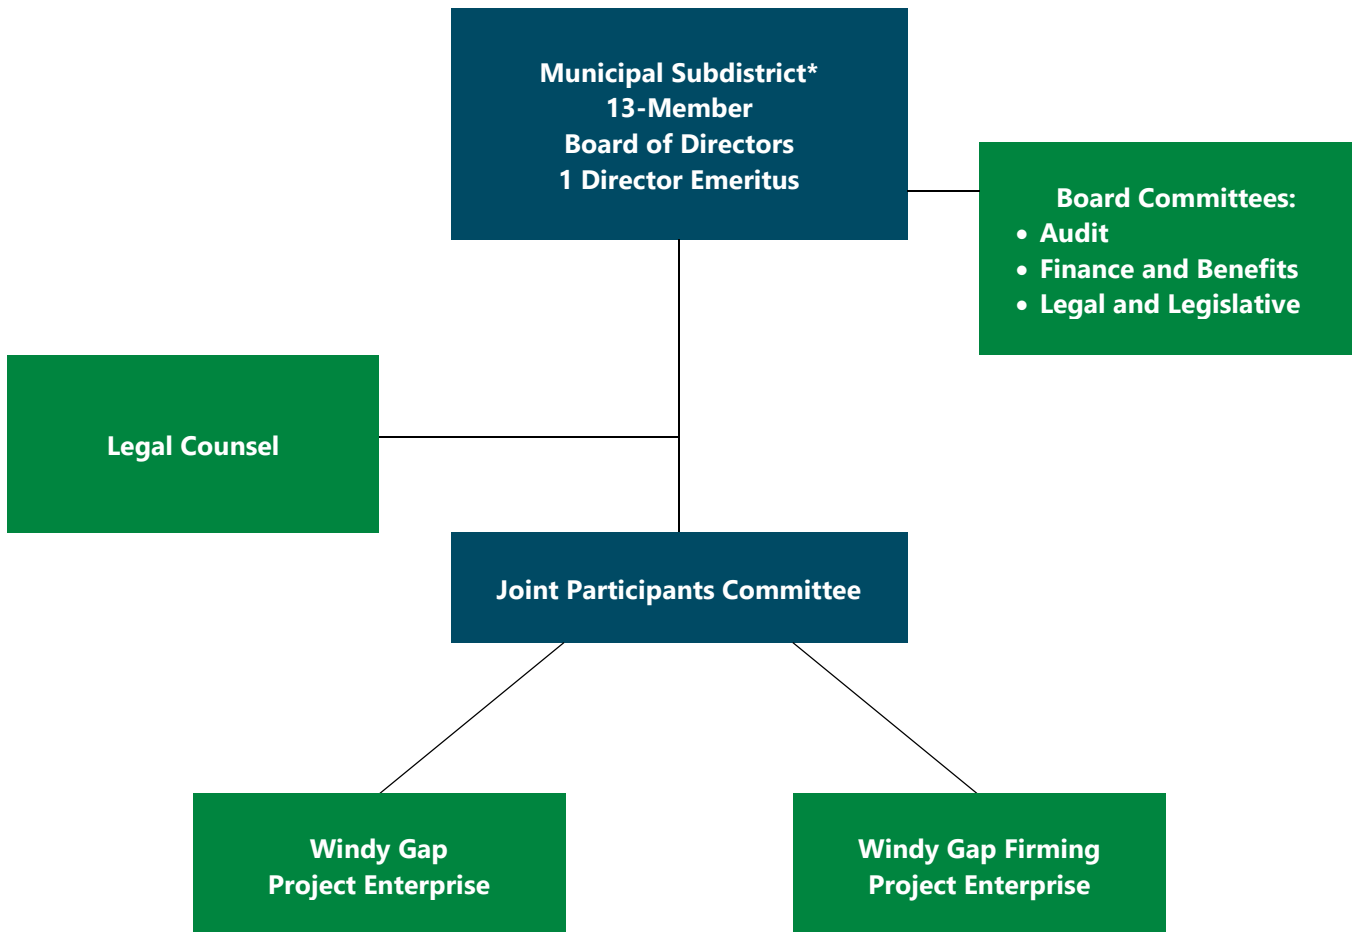 Municipal Subdistrict*
13-Member
Board of Directors
1 Director Emeritus
Board Committees:
• Audit
• Finance and Benefits
• Legal and Legislative
Legal Counsel
Joint Participants Committee
Windy Gap
Project Enterprise
Windy Gap Firming
Project Enterprise